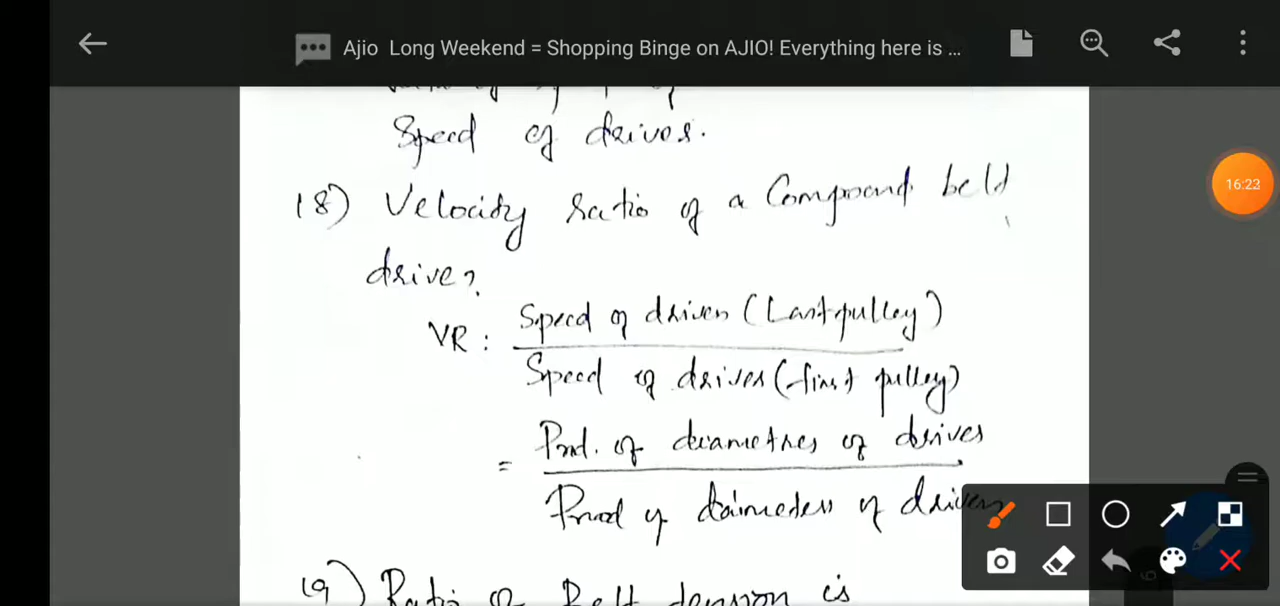 Ajio Long Weekend = Shopping Binge on AJIO! Everything here is ...
Speed of driver.
16:23
18) Velocity ratio of a Compound belt
drive?
VR : Speed of driven (Last pulley)
Speed of driver (first pulley)
= Prod. of diametres of drives
Prod of daimeters of driven
19) Ratio of Belt tension is